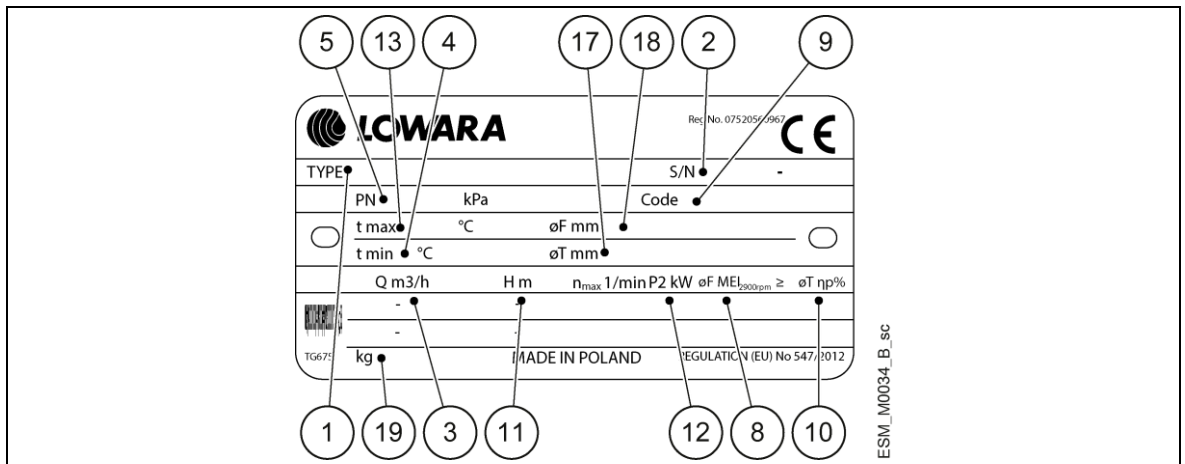 5 13 4 17 18 2 9
LOWARA
Reg No. 07520560967 CE
TYPE S/N -
PN kPa Code
t max °C øF mm
t min °C øT mm
Q m3/h H m nmax 1/min P2 kW øF MEI2900rpm ≥ øT ηp%
- -
- -
kg MADE IN POLAND REGULATION (EU) No 547/2012
1 19 3 11 12 8 10
ESM_M0034_B_sc